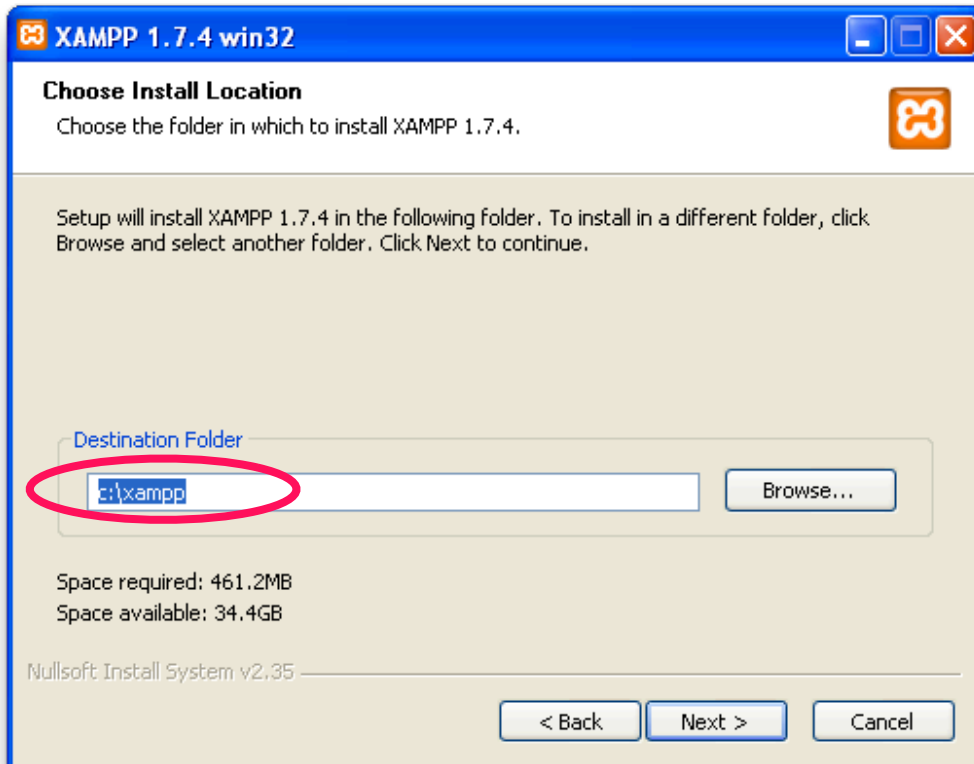 XAMPP 1.7.4 win32
Choose Install Location
Choose the folder in which to install XAMPP 1.7.4.
Setup will install XAMPP 1.7.4 in the following folder. To install in a different folder, click
Browse and select another folder. Click Next to continue.
Destination Folder
c:\xampp
Browse...
Space required: 461.2MB
Space available: 34.4GB
Nullsoft Install System v2.35
< Back
Next >
Cancel